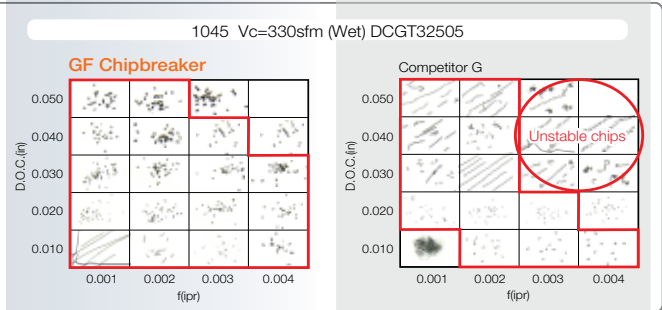 1045 Vc=330sfm (Wet) DCGT32505
GF Chipbreaker
D.O.C.(in)
0.050
0.040
0.030
0.020
0.010
0.001 0.002 0.003 0.004
f(ipr)
Competitor G
D.O.C.(in)
0.050
0.040
0.030
0.020
0.010
Unstable chips
0.001 0.002 0.003 0.004
f(ipr)